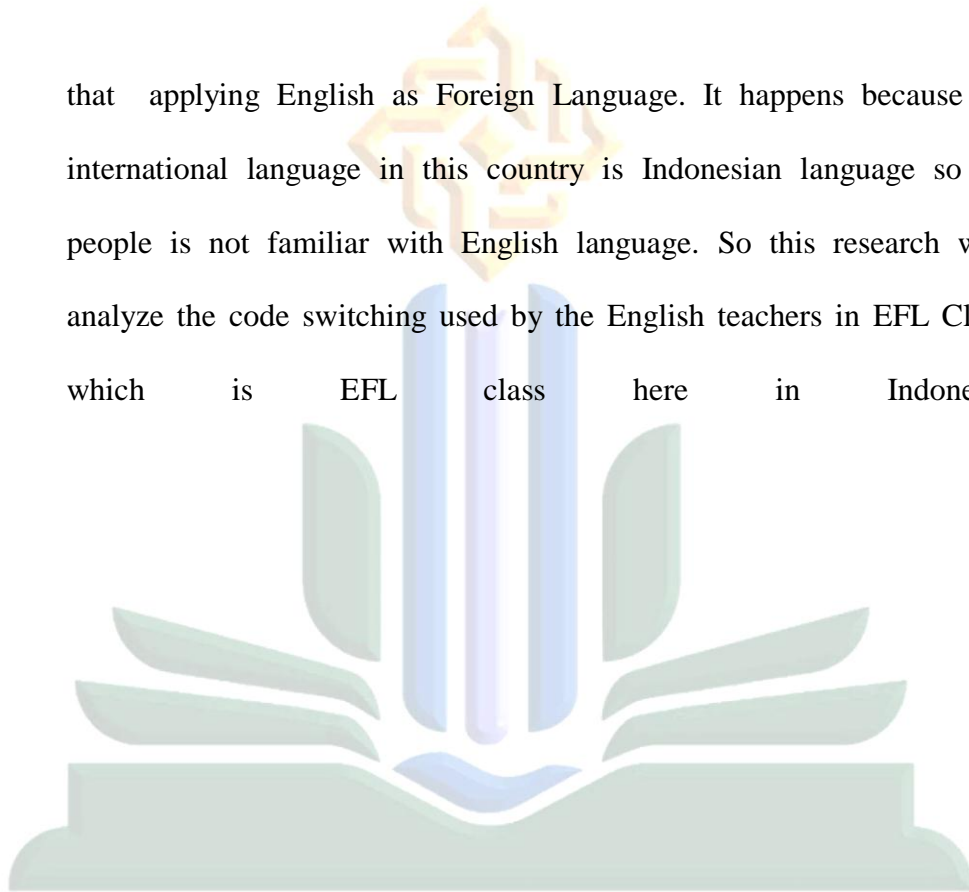 that applying English as Foreign Language. It happens because
international language in this country is Indonesian language so
people is not familiar with English language. So this research
analyze the code switching used by the English teachers in EFL
which is EFL class here in